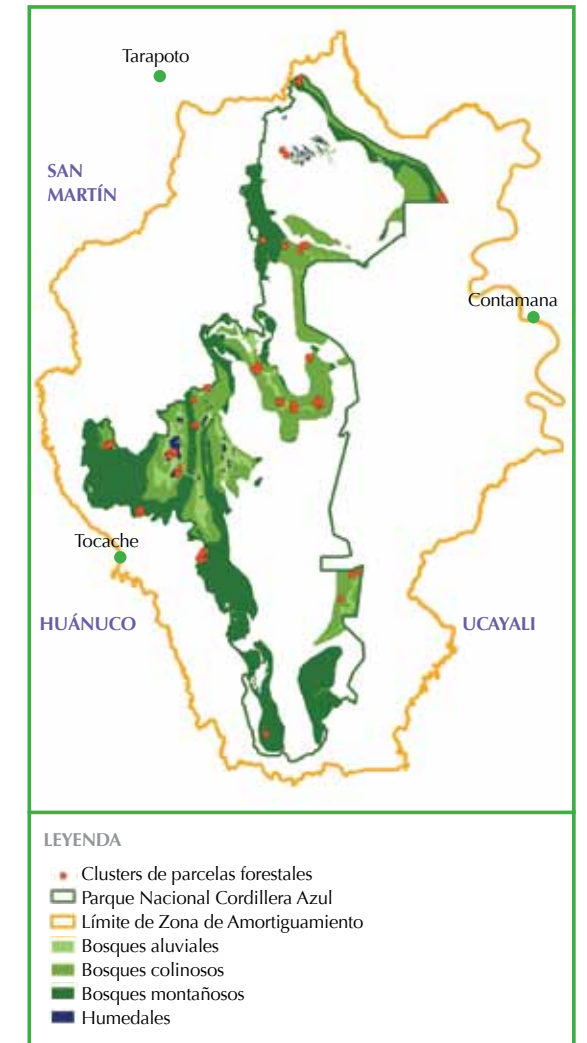 Tarapoto
SAN
MARTÍN
Contamana
Tocache
HUÁNUCO
UCAYALI
LEYENDA
Clusters de parcelas forestales
Parque Nacional Cordillera Azul
Límite de Zona de Amortiguamiento
Bosques aluviales
Bosques colinosos
Bosques montañosos
Humedales